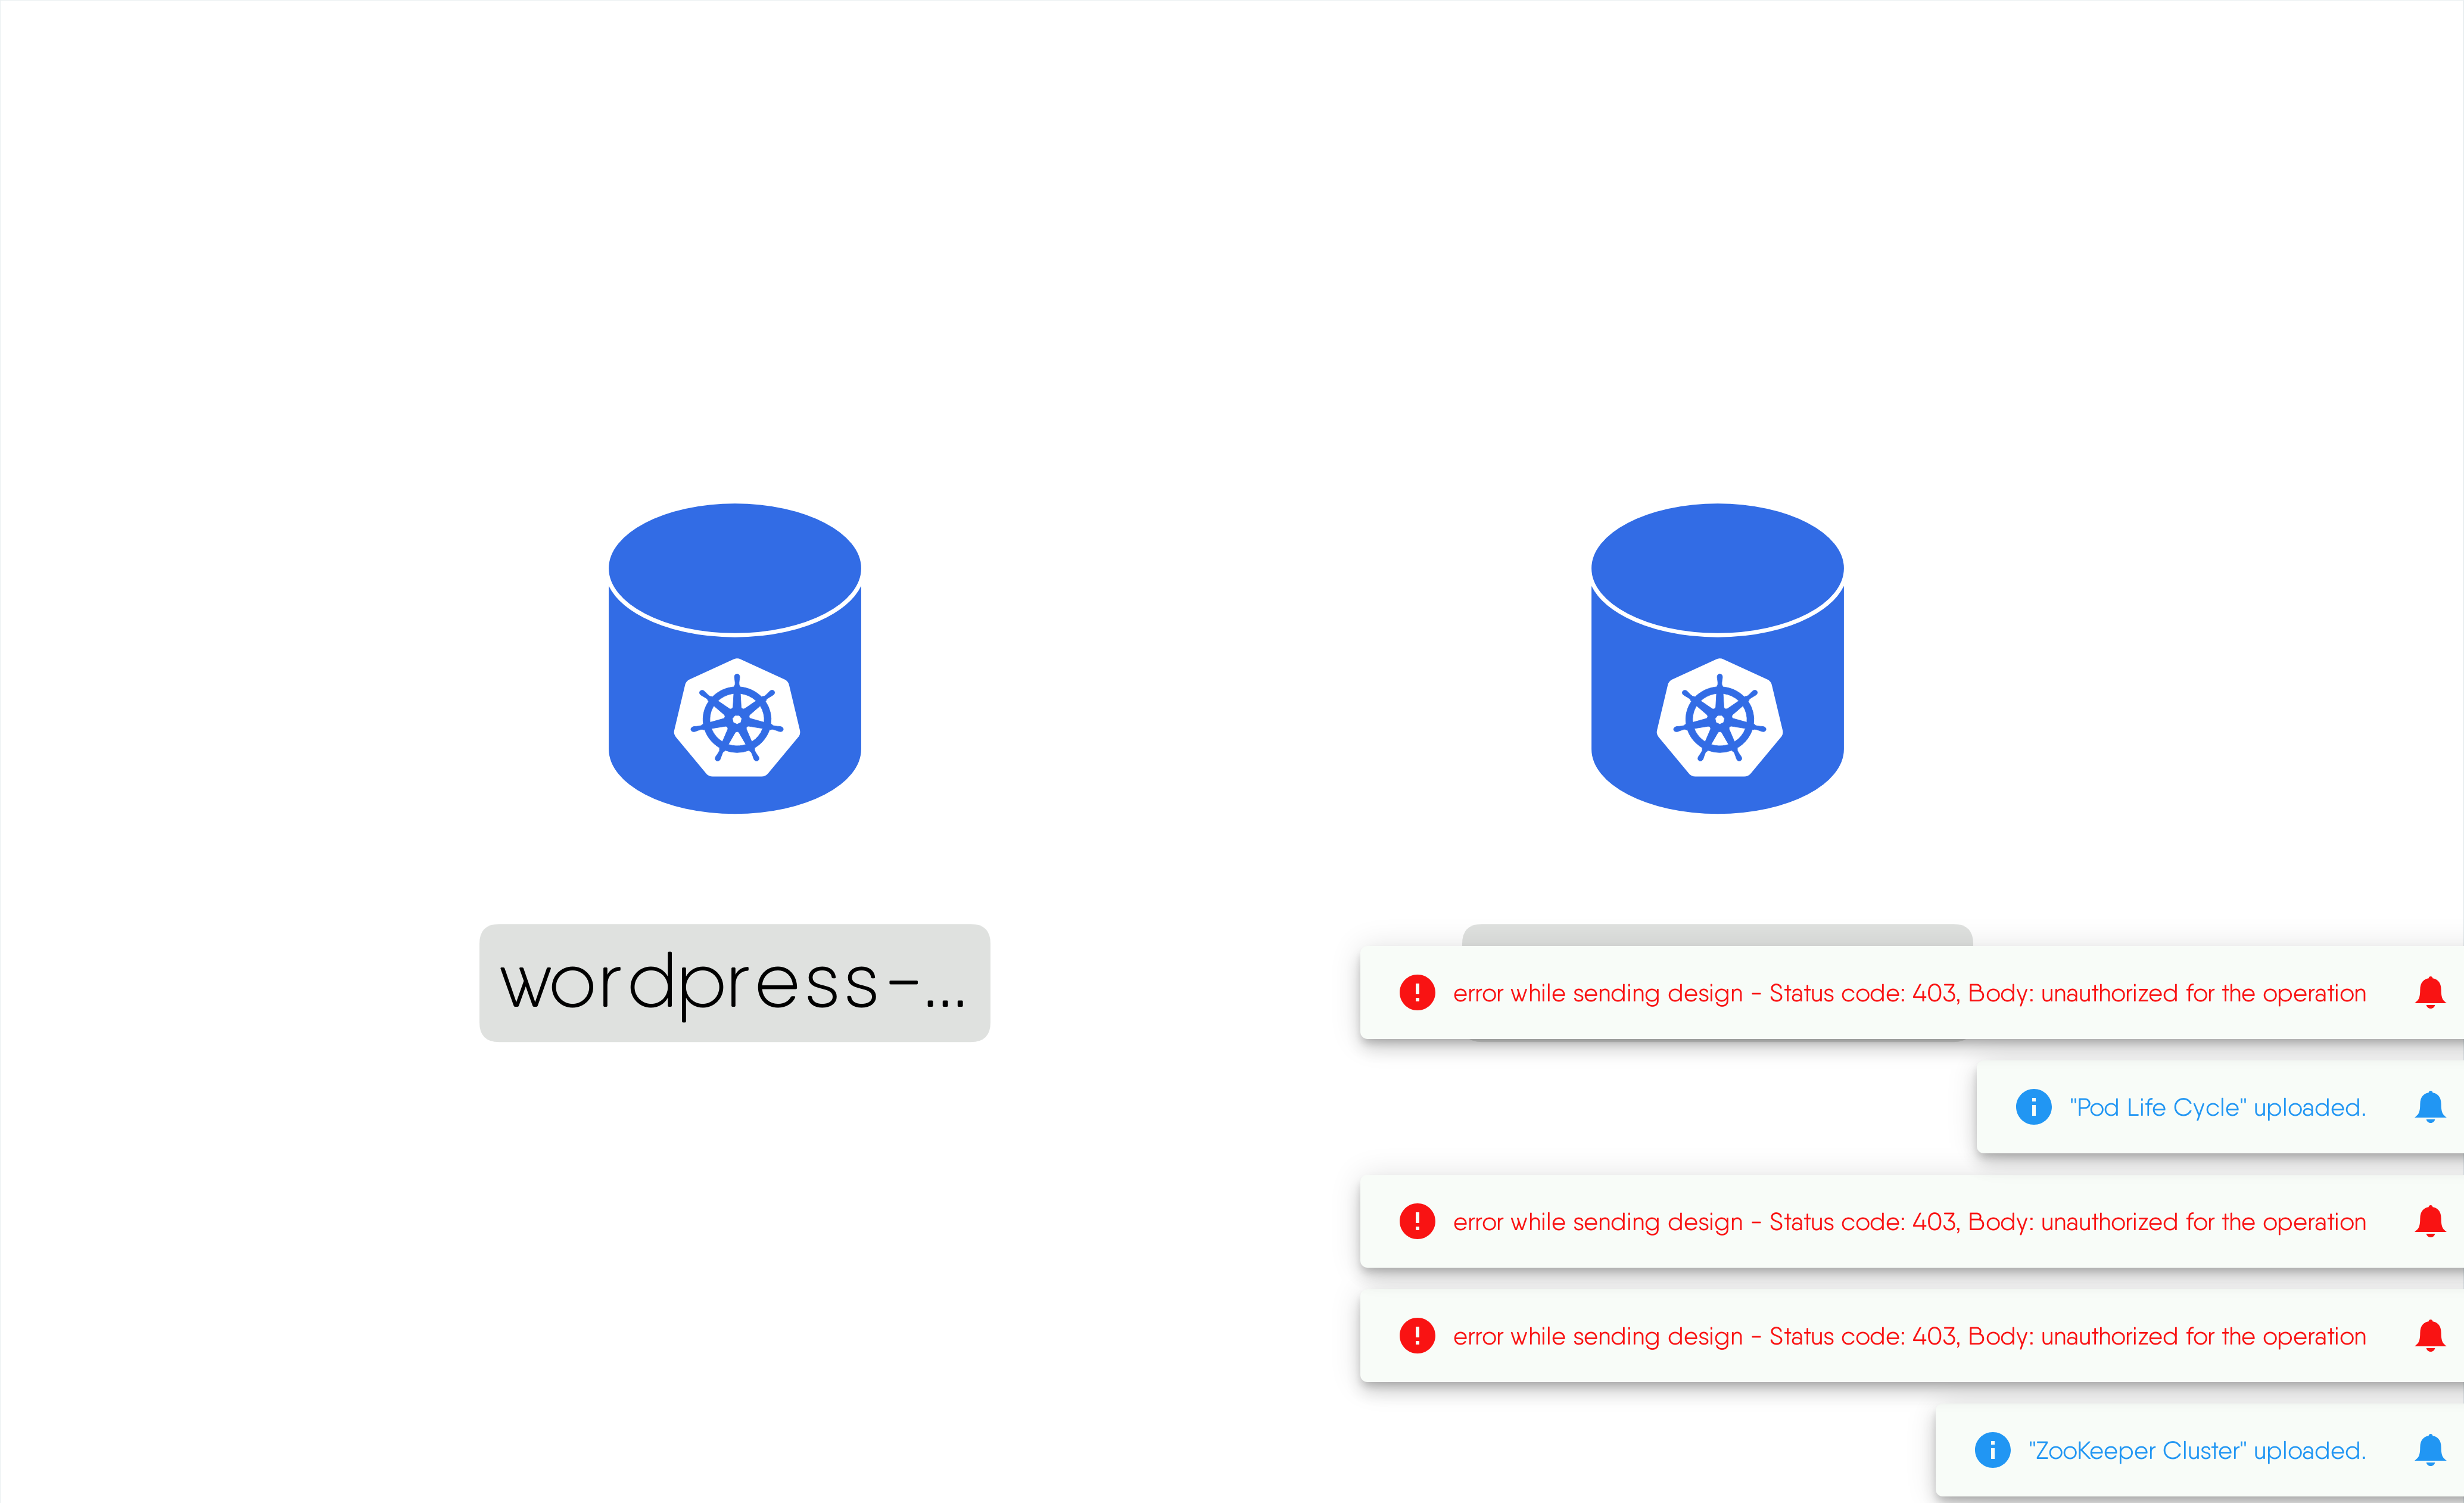 wordpress-...
error while sending design - Status code: 403, Body: unauthorized for the operation
"Pod Life Cycle" uploaded.
error while sending design - Status code: 403, Body: unauthorized for the operation
error while sending design - Status code: 403, Body: unauthorized for the operation
"ZooKeeper Cluster" uploaded.